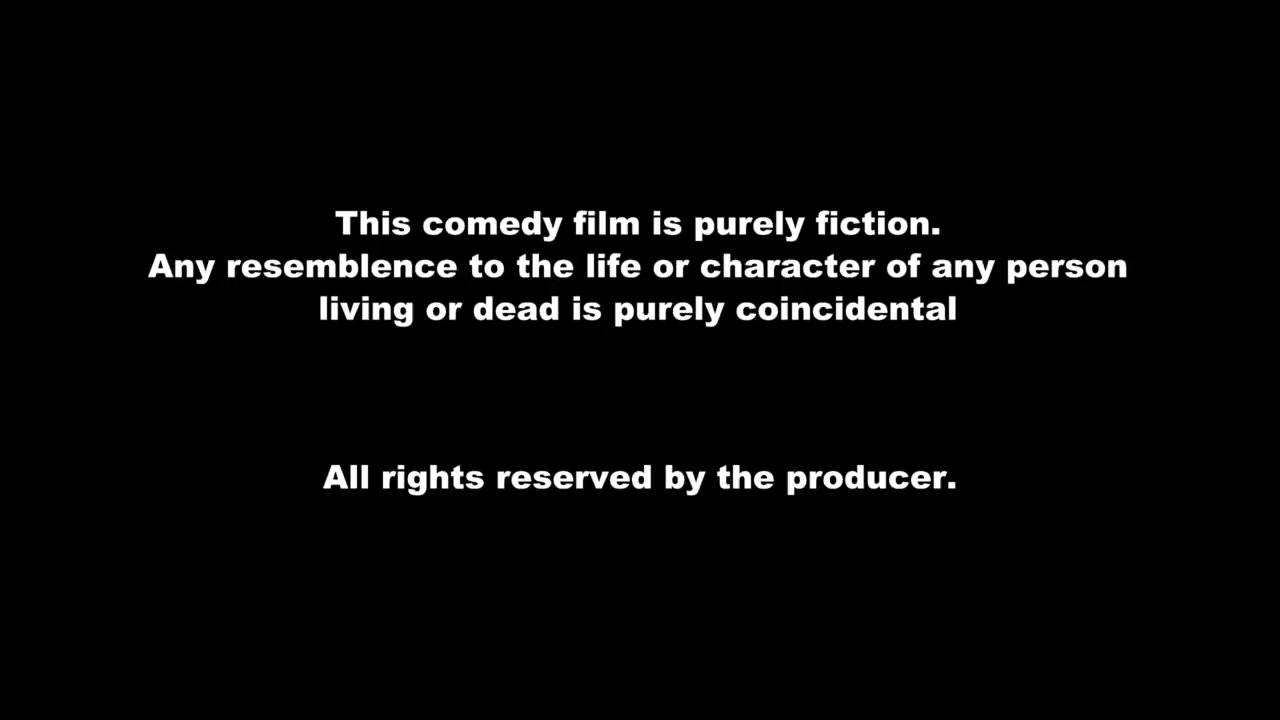 This comedy film is purely fiction.
Any resemblence to the life or character of any person
living or dead is purely coincidental
All rights reserved by the producer.